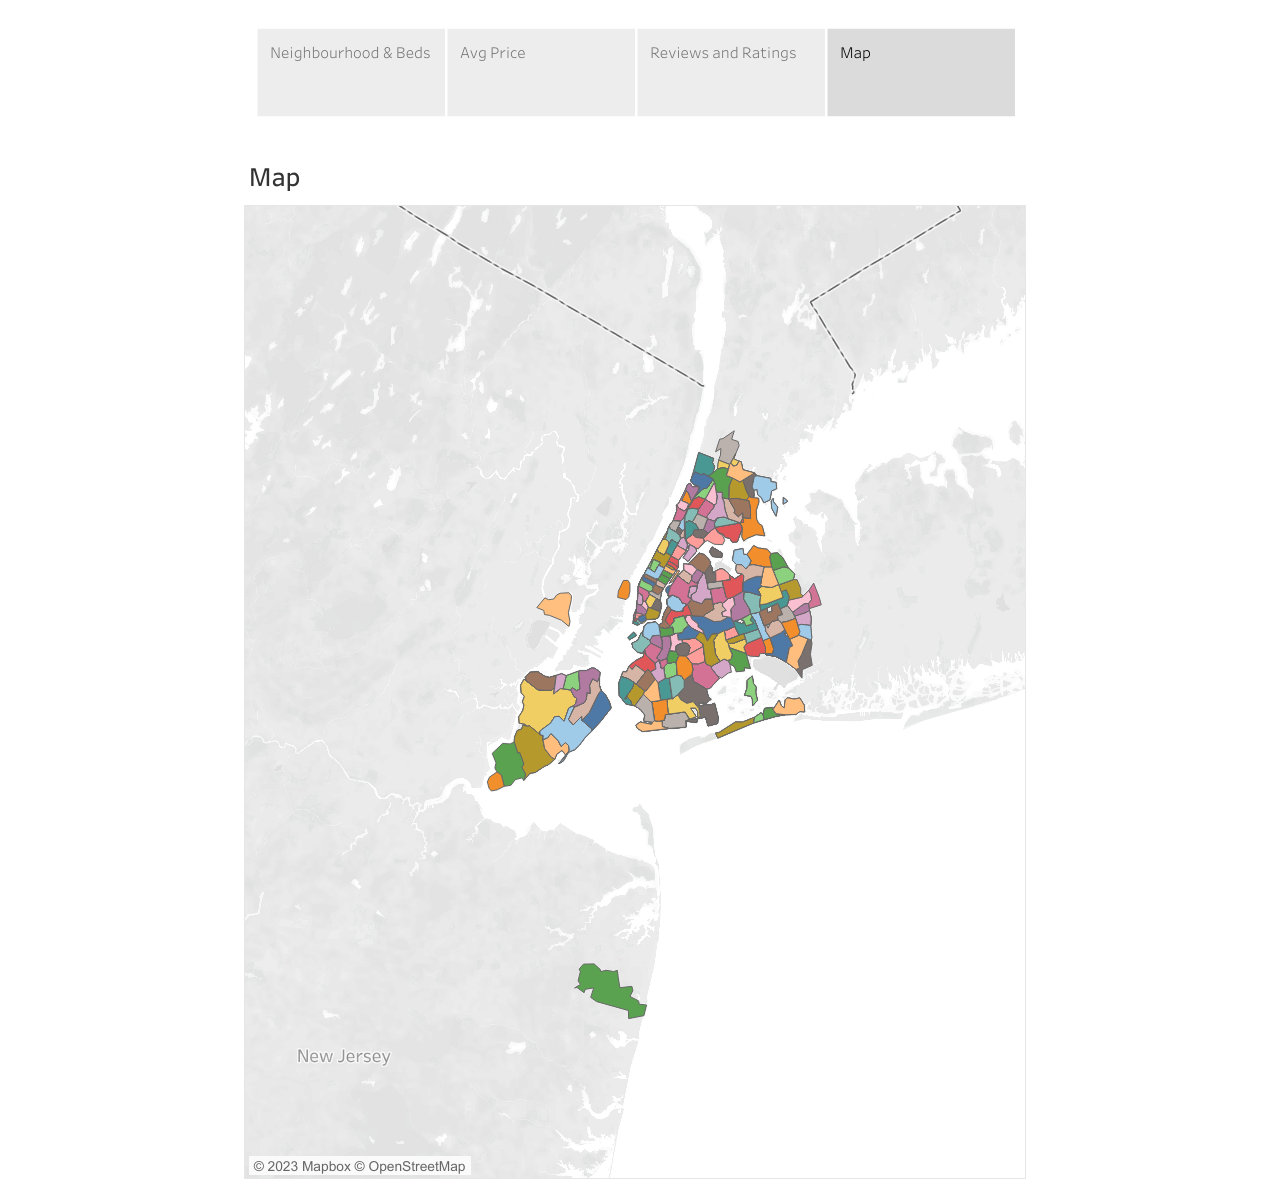 Neighbourhood & Beds
Avg Price
Reviews and Ratings
Map
Map
New Jersey
© 2023 Mapbox © OpenStreetMap